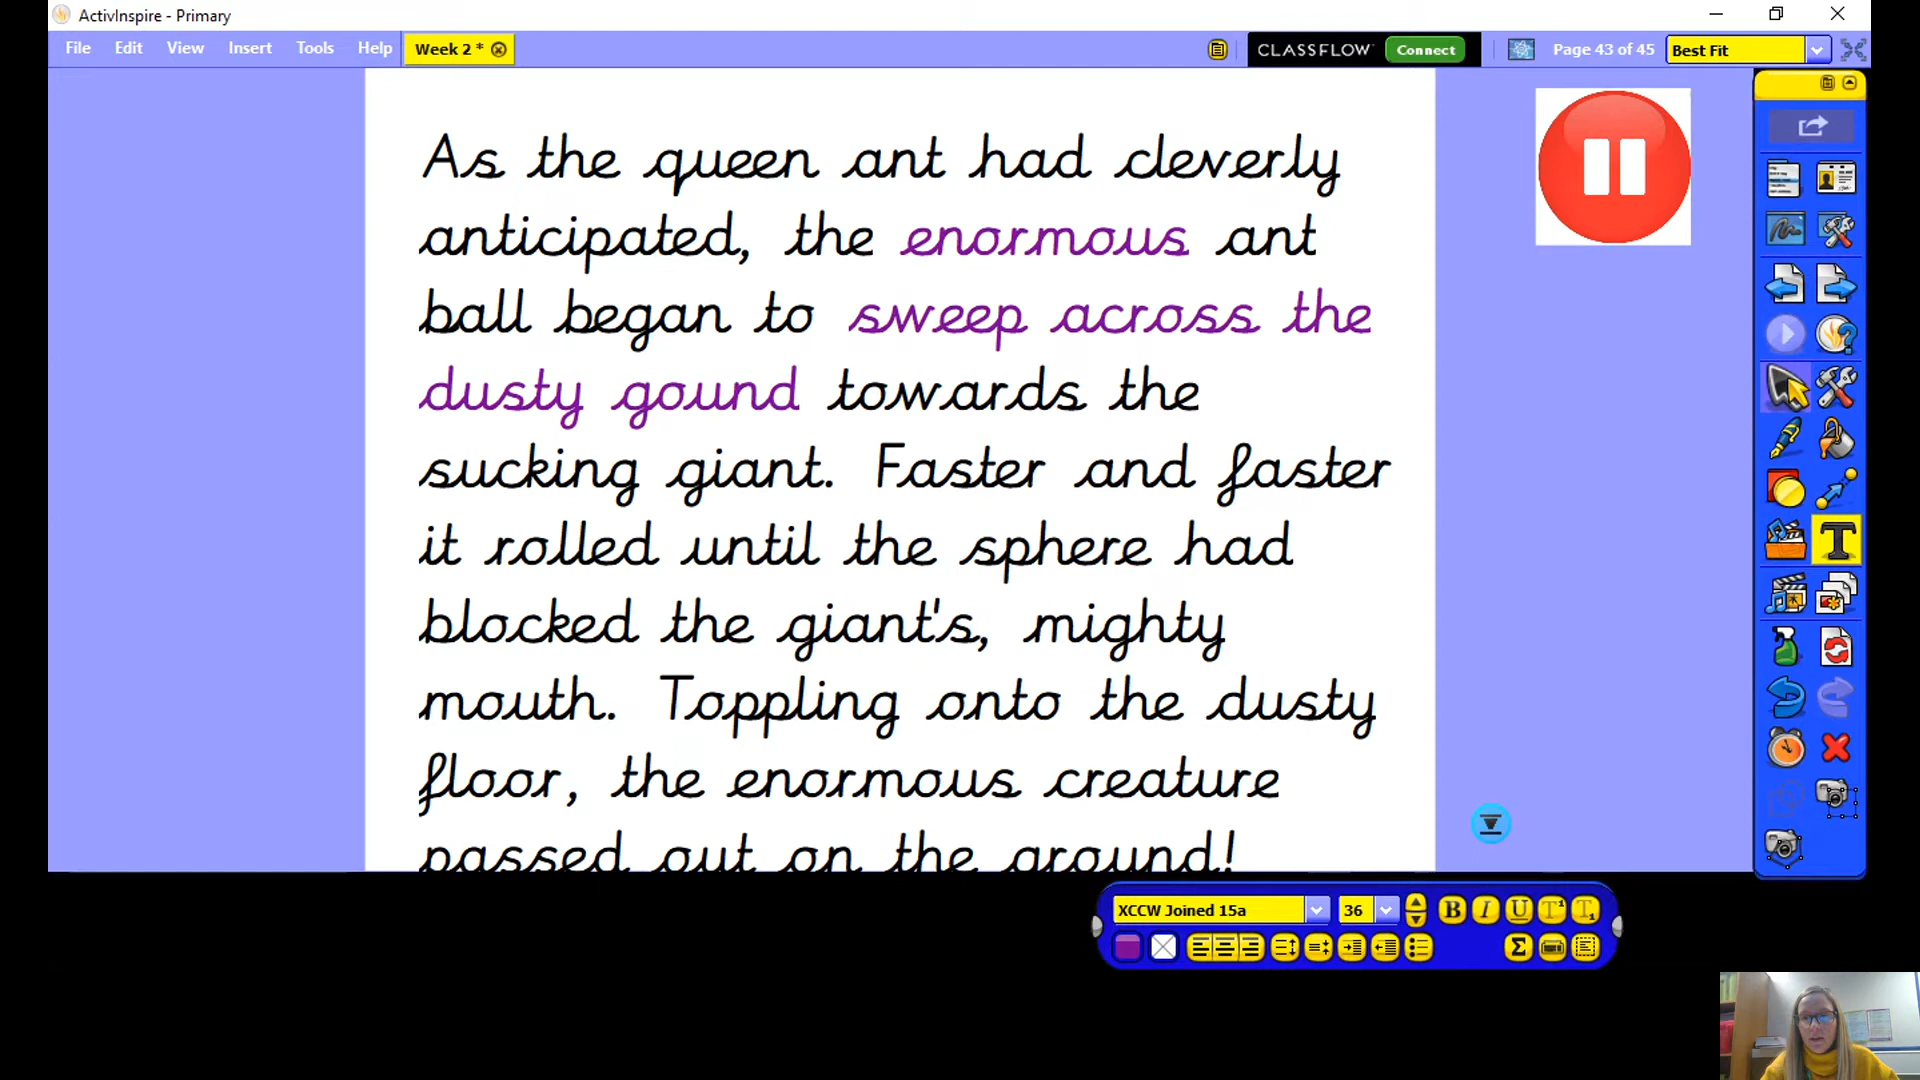 ActivInspire - Primary
File Edit View Insert Tools Help Week 2 * CLASSFLOW Connect Page 43 of 45 Best Fit
As the queen ant had cleverly
anticipated, the enormous ant
ball began to sweep across the
dusty gound towards the
sucking giant. Faster and faster
it rolled until the sphere had
blocked the giant's, mighty
mouth. Toppling onto the dusty
floor, the enormous creature
passed out on the ground!
XCCW Joined 15a 36 B I U T¹ T₁